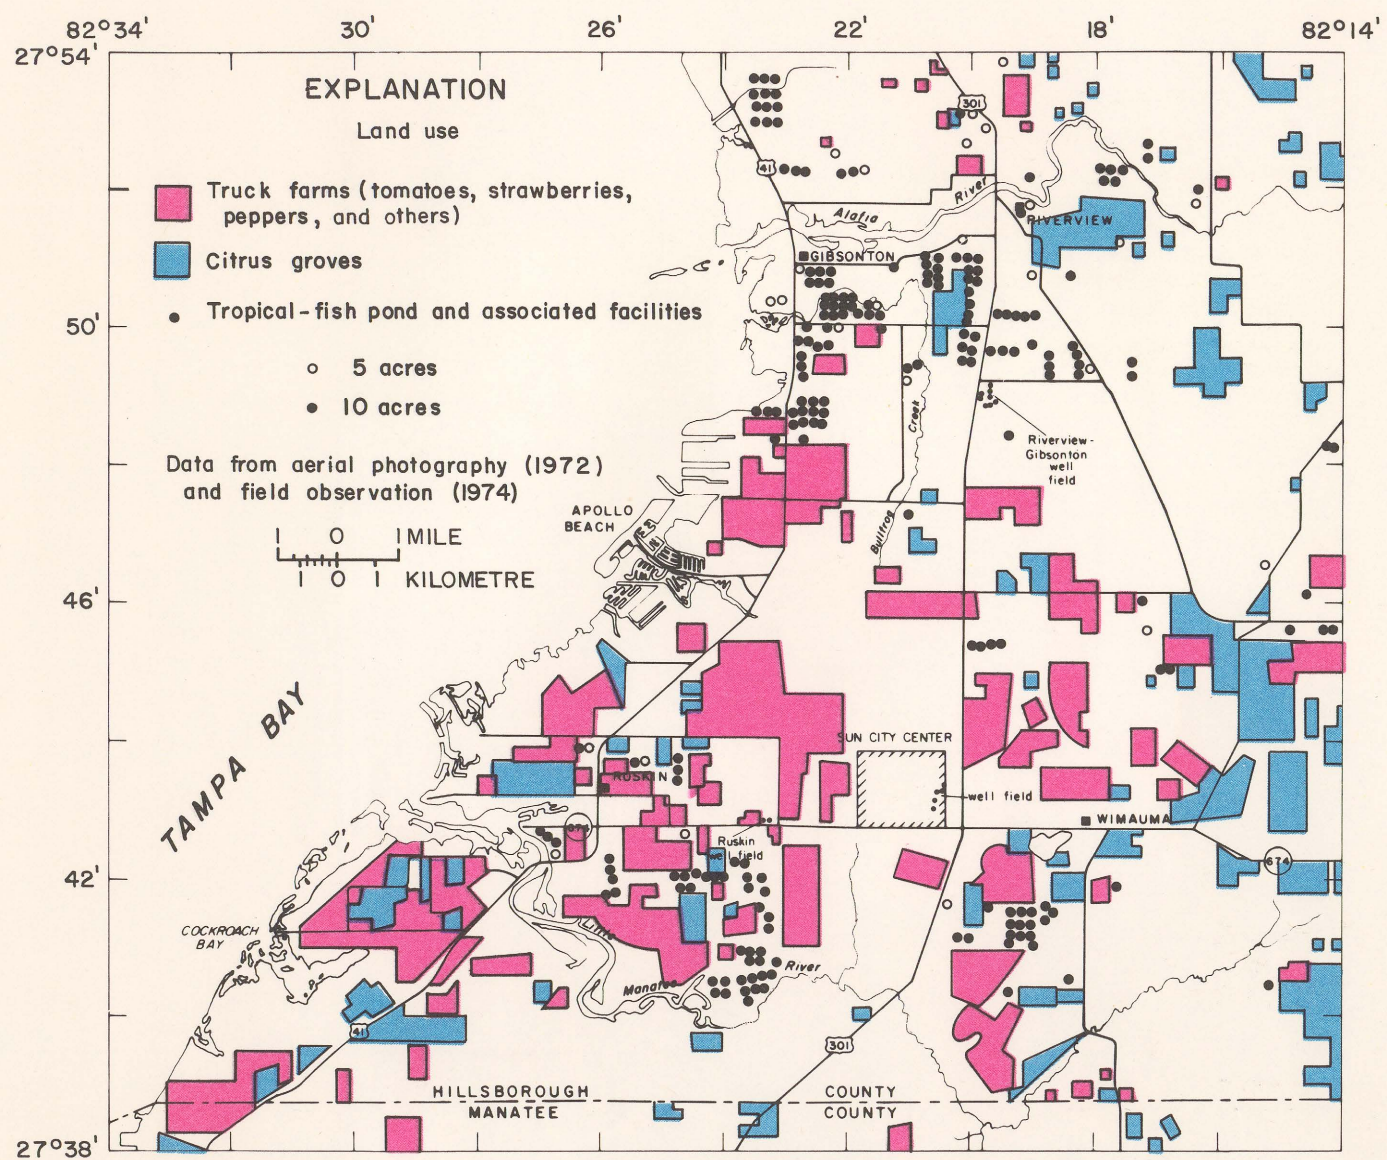 82°34'
30'
26'
22'
18'
82°14'
27°54'
50'
46'
42'
27°38'
EXPLANATION
Land use
Truck farms (tomatoes, strawberries,
peppers, and others)
Citrus groves
Tropical-fish pond and associated facilities
5 acres
10 acres
Data from aerial photography (1972)
and field observation (1974)
1 0 1 MILE
1 0 1 KILOMETRE
301
41
Alafia
River
RIVERVIEW
GIBSONTON
Creek
Bullfrog
Riverview-
Gibsonton
well
field
APOLLO
BEACH
TAMPA BAY
SUN CITY CENTER
well field
RUSKIN
WIMAUMA
674
Ruskin
well field
674
COCKROACH
BAY
Little
Manatee
River
41
301
HILLSBOROUGH COUNTY
MANATEE COUNTY